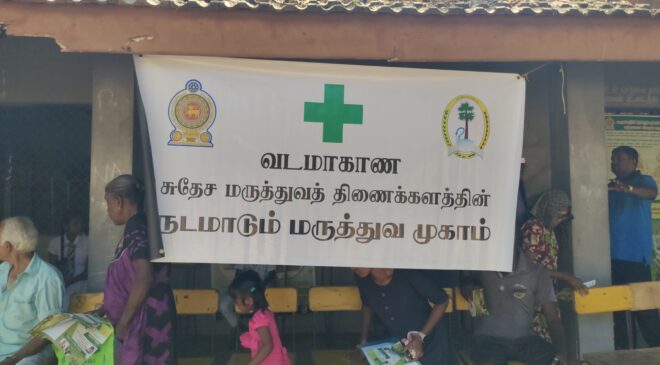 வடமாகாண
சுதேச மருத்துவத் திணைக்களத்தின்
நடமாடும் மருத்துவ முகாம்